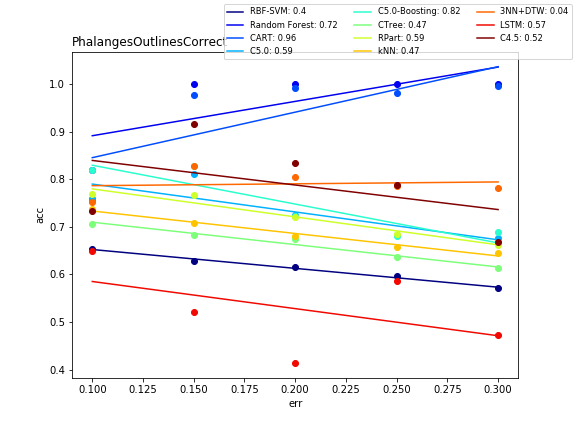 RBF-SVM: 0.4
Random Forest: 0.72
CART: 0.96
C5.0: 0.59
C5.0-Boosting: 0.82
CTree: 0.47
RPart: 0.59
kNN: 0.47
3NN+DTW: 0.04
LSTM: 0.57
C4.5: 0.52
PhalangesOutlinesCorrect
acc
1.0
0.9
0.8
0.7
0.6
0.5
0.4
0.100 0.125 0.150 0.175 0.200 0.225 0.250 0.275 0.300
err